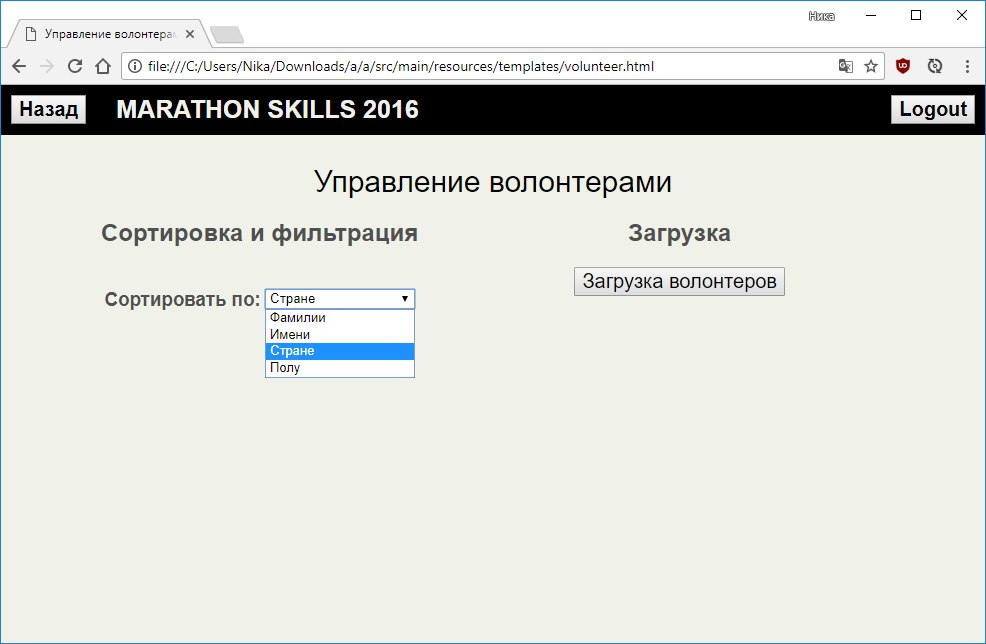 Ника
Управление волонтера
file:///C:/Users/Nika/Downloads/a/a/src/main/resources/templates/volunteer.html
Назад MARATHON SKILLS 2016 Logout
Управление волонтерами
Сортировка и фильтрация Загрузка
Загрузка волонтеров
Сортировать по: Стране
Фамилии
Имени
Стране
Полу